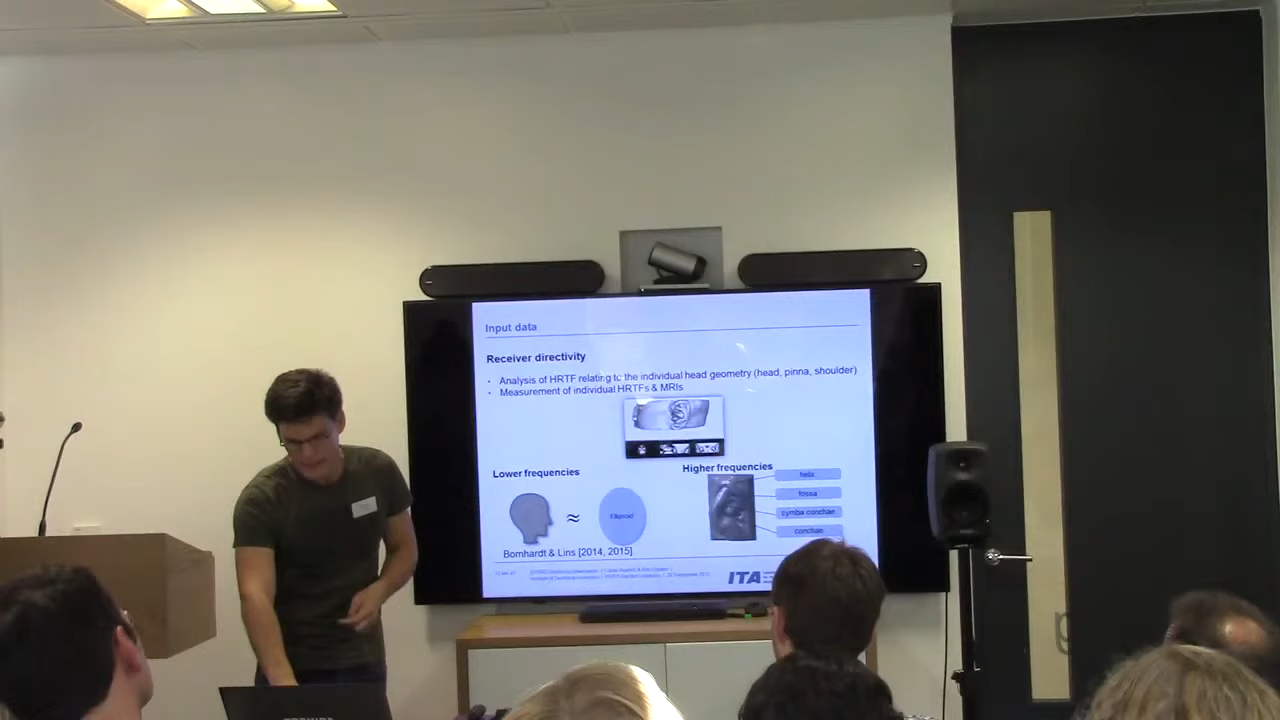 Input data
Receiver directivity
· Analysis of HRTF relating to the individual head geometry (head, pinna, shoulder)
· Measurement of individual HRTFs & MRIs
Lower frequencies
Higher frequencies
helix
fossa
cymba conchae
conchae
≈
Ellipsoid
Bomhardt & Lins [2014, 2015]
ITA